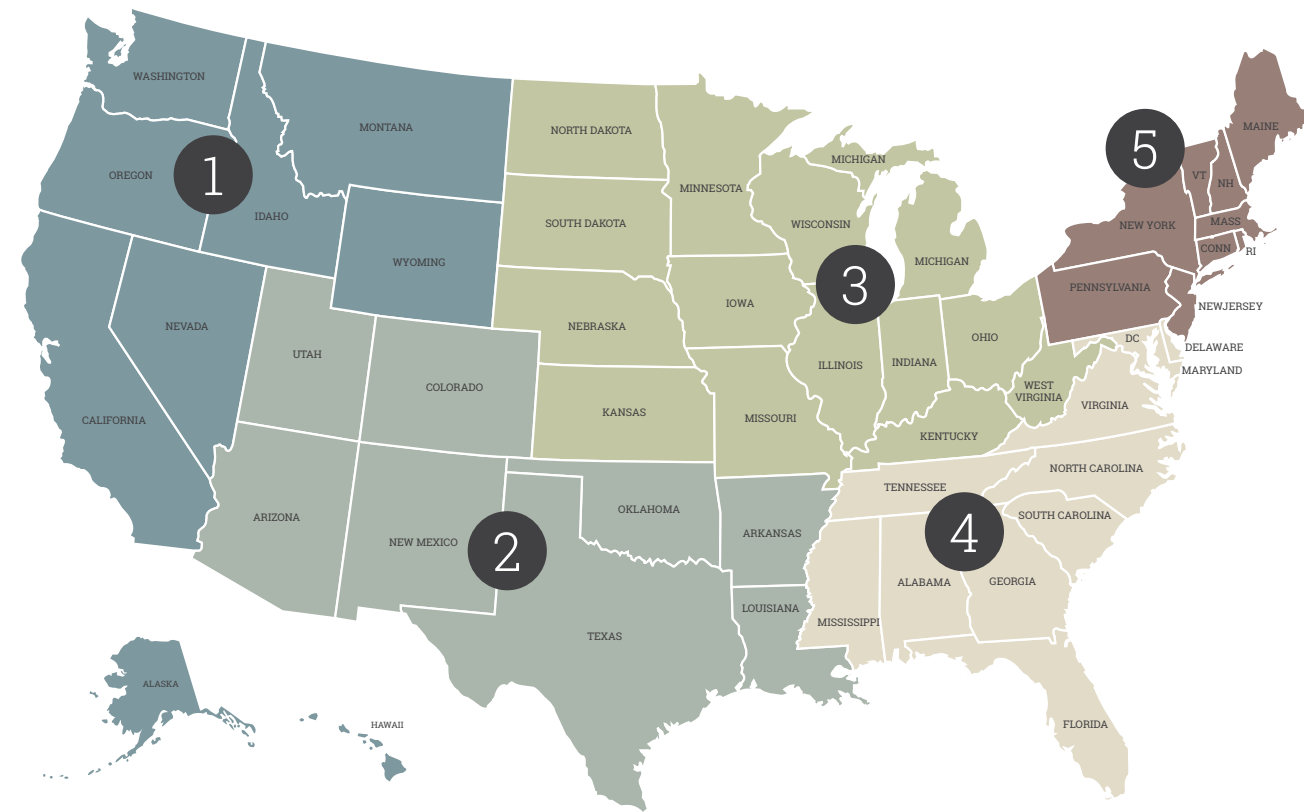 WASHINGTON
MONTANA
NORTH DAKOTA
MINNESOTA
MICHIGAN
MAINE
5
VT
NH
OREGON
1
IDAHO
SOUTH DAKOTA
WISCONSIN
NEW YORK
MASS
CONN
RI
WYOMING
MICHIGAN
3
IOWA
PENNSYLVANIA
NEWJERSEY
NEVADA
NEBRASKA
UTAH
COLORADO
ILLINOIS
INDIANA
OHIO
DC
DELAWARE
MARYLAND
WEST
VIRGINIA
CALIFORNIA
KANSAS
MISSOURI
KENTUCKY
VIRGINIA
ARIZONA
NEW MEXICO
2
OKLAHOMA
ARKANSAS
TENNESSEE
NORTH CAROLINA
SOUTH CAROLINA
4
TEXAS
LOUISIANA
MISSISSIPPI
ALABAMA
GEORGIA
FLORIDA
ALASKA
HAWAII